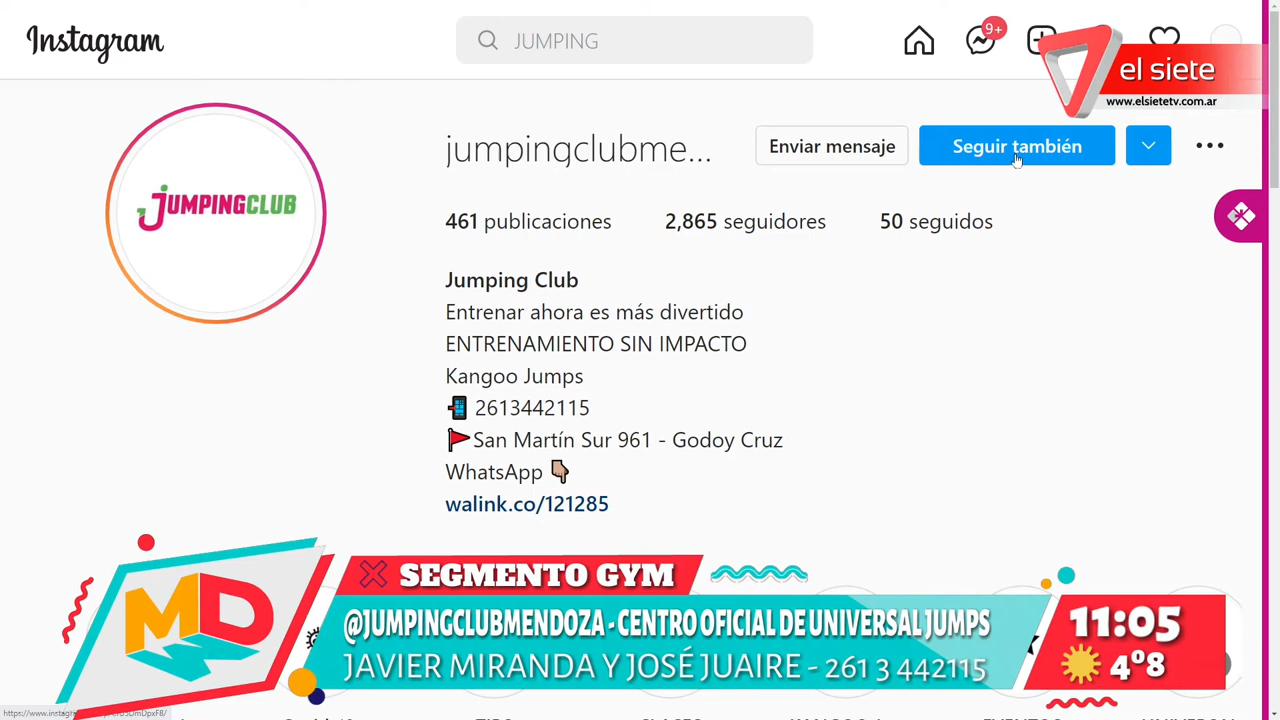 Instagram
JUMPING
9+
el siete
www.elsietetv.com.ar
jumpingclubme...
Enviar mensaje
Seguir también
JUMPINGCLUB
461 publicaciones
2,865 seguidores
50 seguidos
Jumping Club
Entrenar ahora es más divertido
ENTRENAMIENTO SIN IMPACTO
Kangoo Jumps
2613442115
San Martín Sur 961 - Godoy Cruz
WhatsApp
walink.co/121285
SEGMENTO GYM
MD
@JUMPINGCLUBMENDOZA - CENTRO OFICIAL DE UNIVERSAL JUMPS
JAVIER MIRANDA Y JOSÉ JUAIRE - 261 3 442115
11:05
4º8